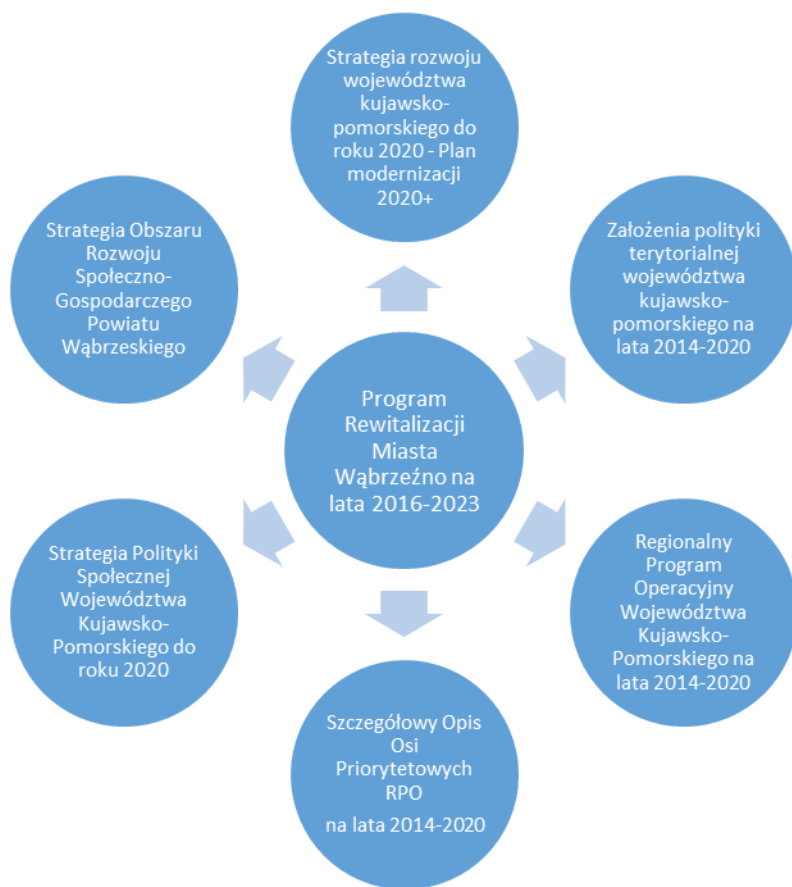 Strategia rozwoju
województwa
kujawsko-
pomorskiego do
roku 2020 - Plan
modernizacji
2020+
Strategia Obszaru
Rozwoju
Społeczno-
Gospodarczego
Powiatu
Wąbrzeskiego
Założenia polityki
terytorialnej
województwa
kujawsko-
pomorskiego na
lata 2014-2020
Program
Rewitalizacji
Miasta
Wąbrzeźno na
lata 2016-2023
Strategia Polityki
Społecznej
Województwa
Kujawsko-
Pomorskiego do
roku 2020
Regionalny
Program
Operacyjny
Województwa
Kujawsko-
Pomorskiego na
lata 2014-2020
Szczegółowy Opis
Osi
Priorytetowych
RPO
na lata 2014-2020